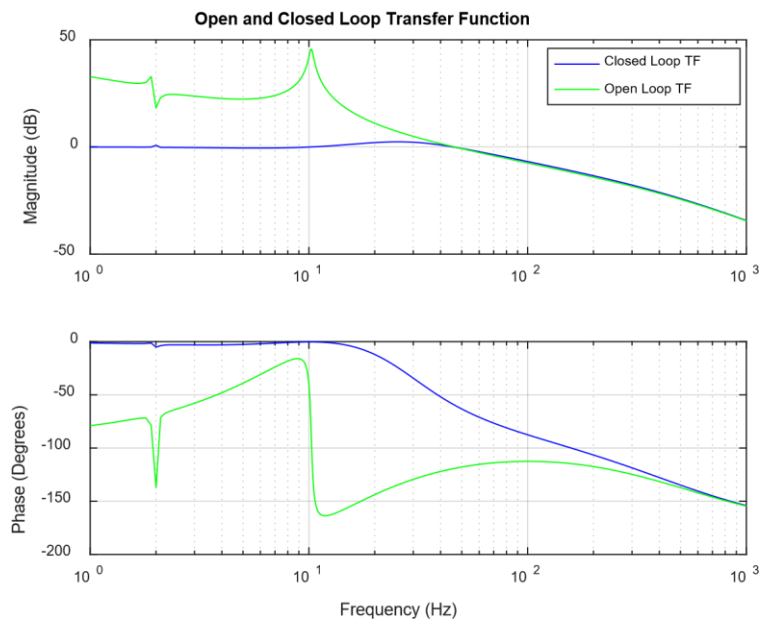 Open and Closed Loop Transfer Function
50
0
-50
Magnitude (dB)
Closed Loop TF
Open Loop TF
10^0
10^1
10^2
10^3
0
-50
-100
-150
-200
Phase (Degrees)
10^0
10^1
10^2
10^3
Frequency (Hz)